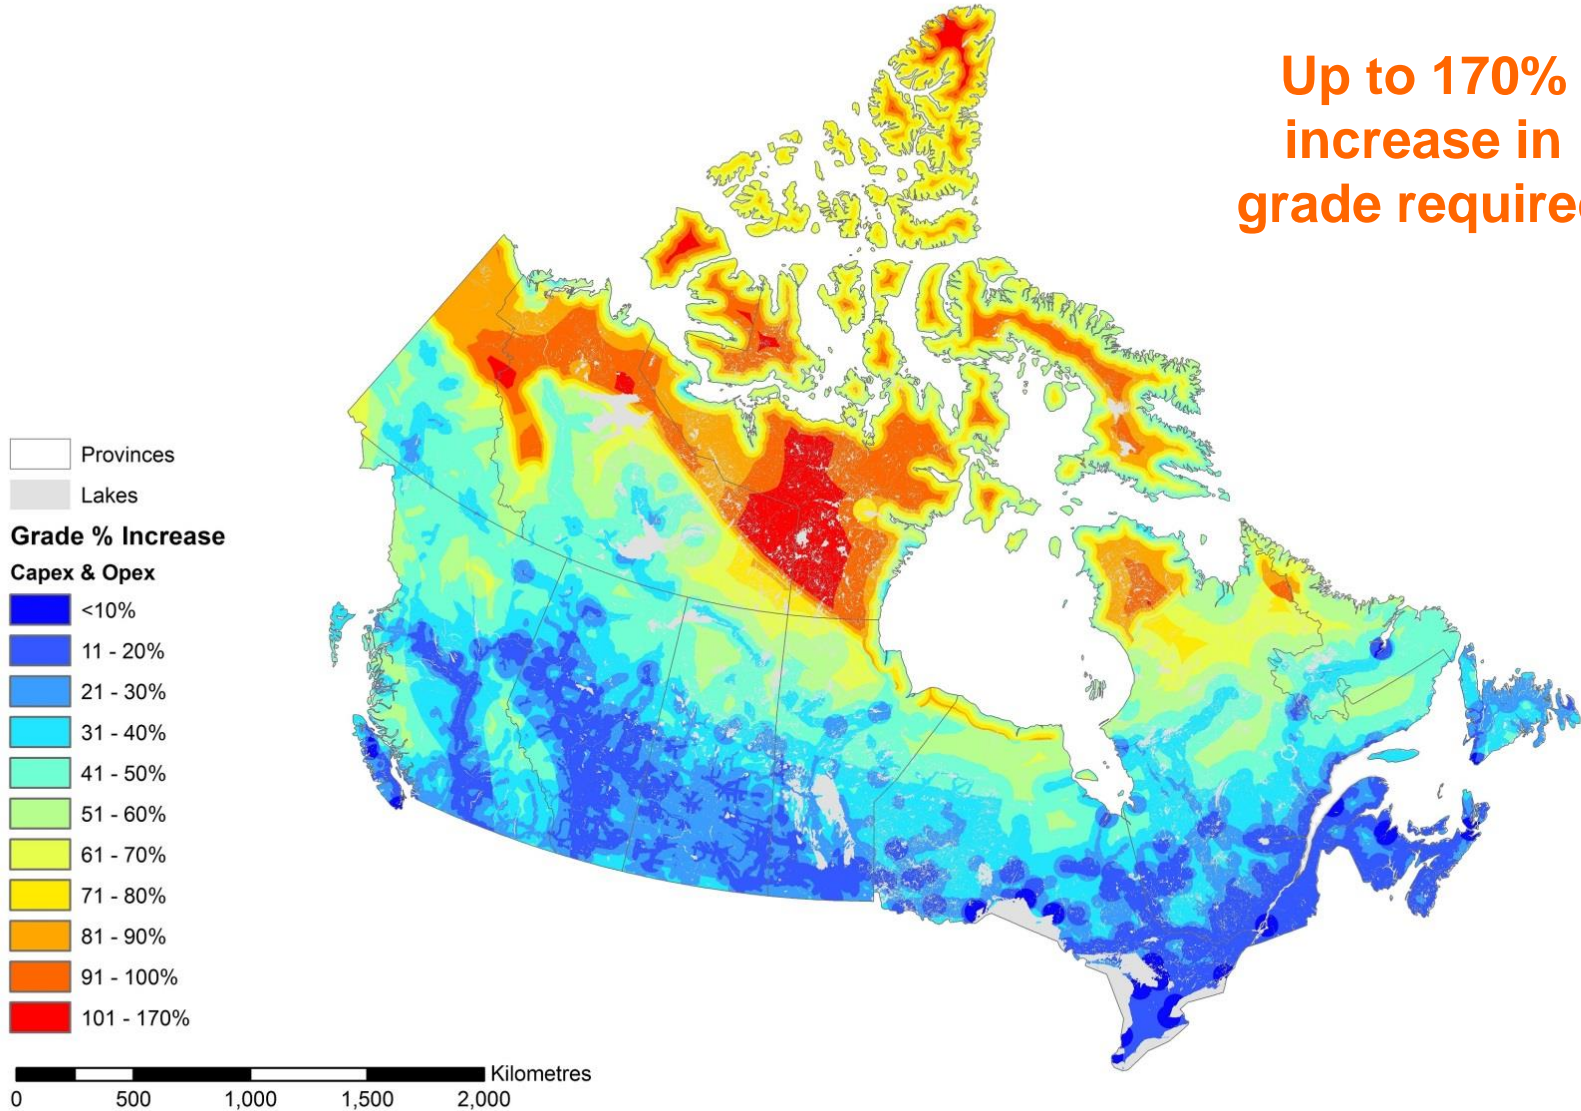 Up to 170%
increase in
grade require
Provinces
Lakes
Grade % Increase
Capex & Opex
<10%
11 - 20%
21 - 30%
31 - 40%
41 - 50%
51 - 60%
61 - 70%
71 - 80%
81 - 90%
91 - 100%
101 - 170%
Kilometres
0 500 1,000 1,500 2,000